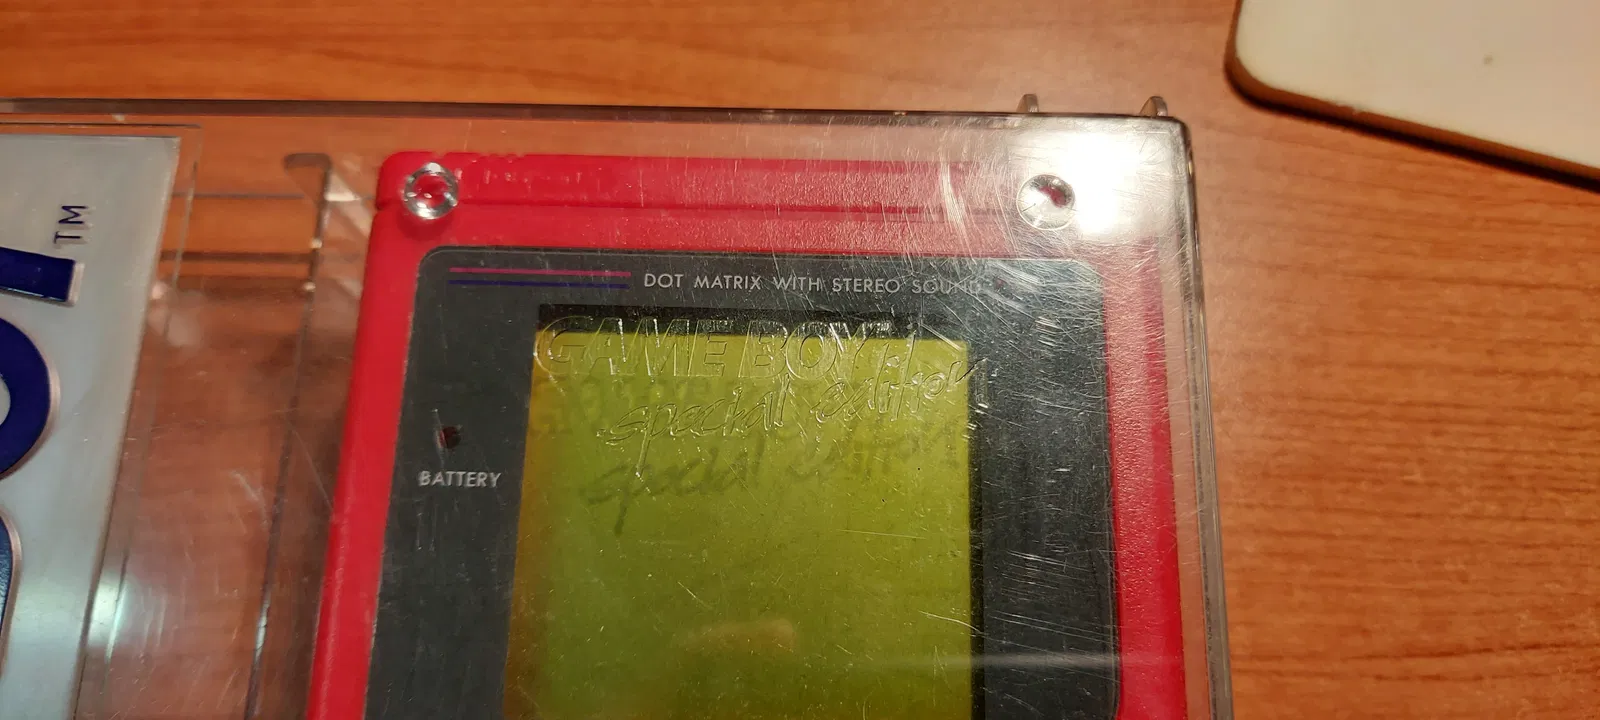 TM
DOT MATRIX WITH STEREO SOUND
GAME BOY
special edition
BATTERY